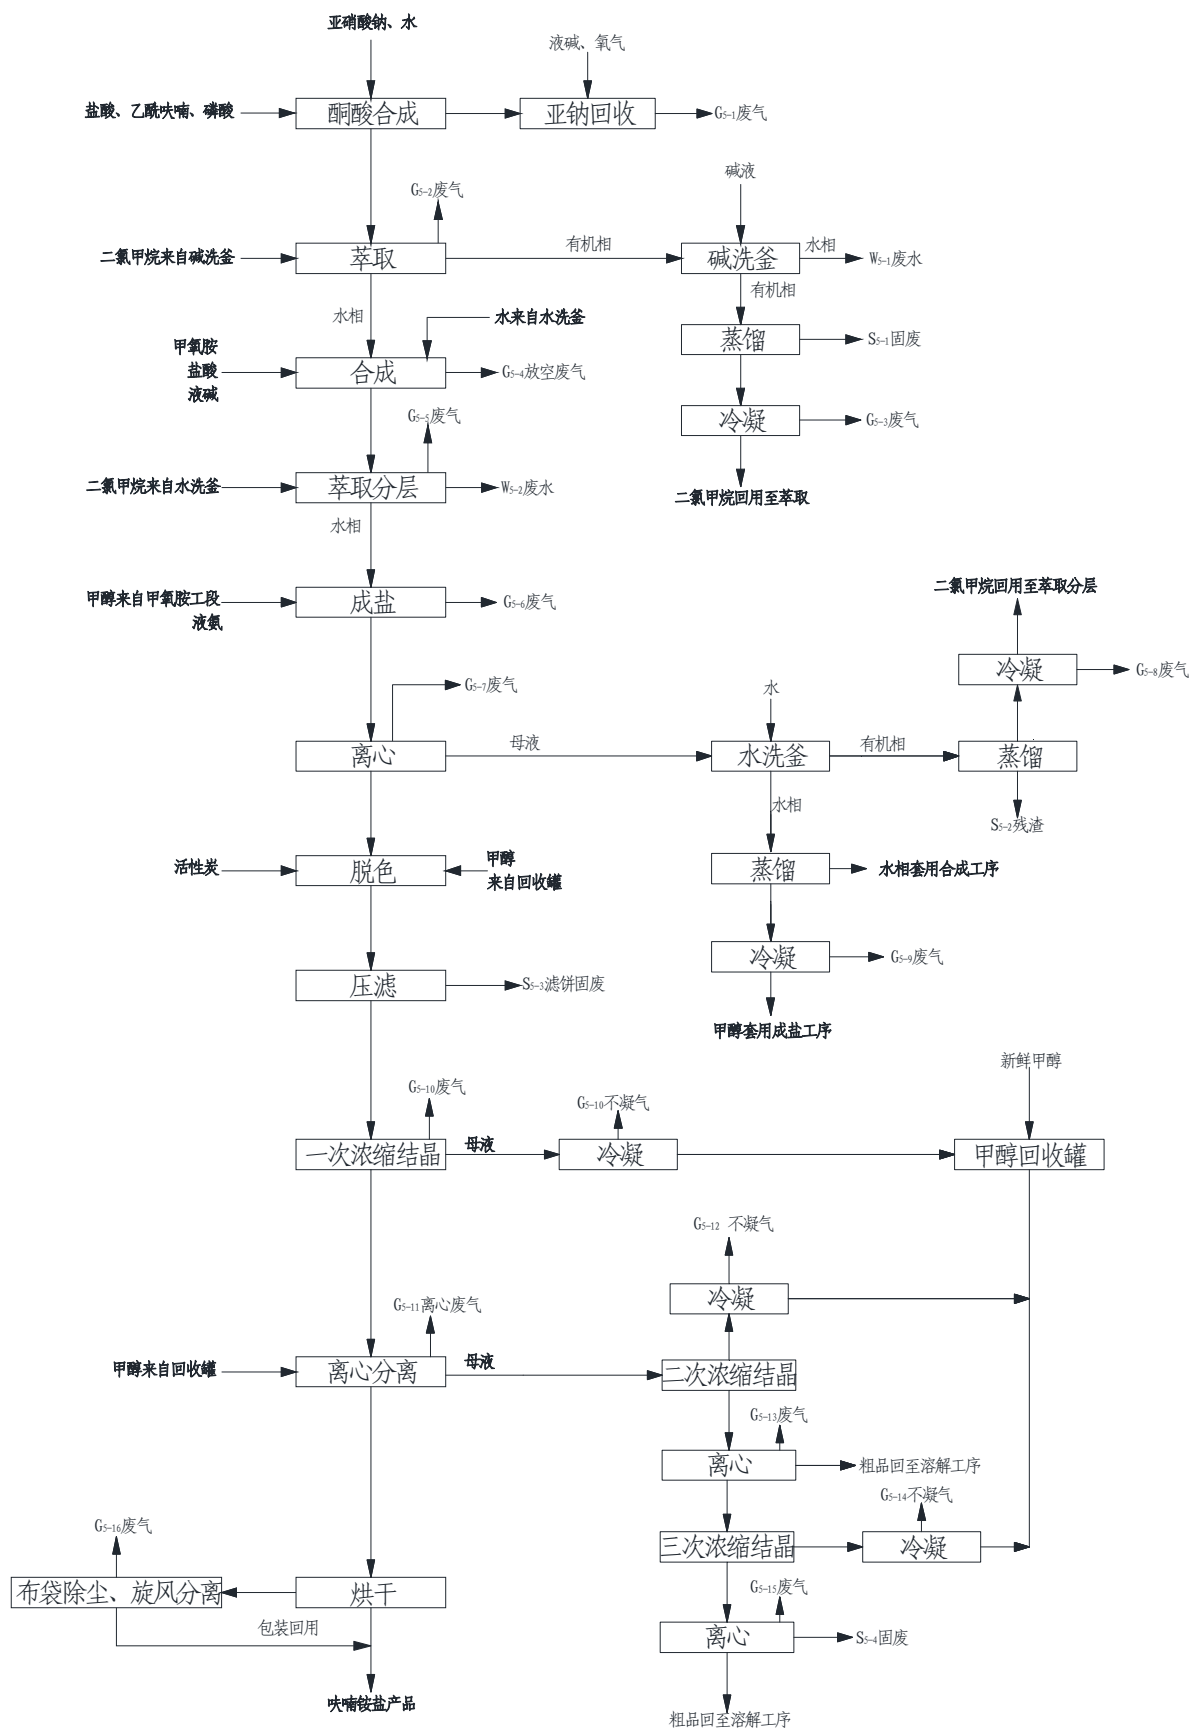 亚硝酸钠、水
液碱、氧气
盐酸、乙酰呋喃、磷酸
酮酸合成
亚钠回收
G5-1废气
碱液
G5-2废气
二氯甲烷来自碱洗釜
萃取
有机相
碱洗釜
水相
W5-1废水
有机相
水相
水来自水洗釜
蒸馏
S5-1固废
甲氧胺
盐酸
液碱
合成
G5-4放空废气
G5-5废气
冷凝
G5-3废气
二氯甲烷来自水洗釜
萃取分层
W5-2废水
二氯甲烷回用至萃取
水相
二氯甲烷回用至萃取分层
甲醇来自甲氧胺工段
液氨
成盐
G5-6废气
冷凝
G5-8废气
G5-7废气
水
离心
母液
水洗釜
有机相
蒸馏
水相
S5-2残渣
活性炭
脱色
甲醇
来自回收罐
蒸馏
水相套用合成工序
冷凝
G5-9废气
压滤
S5-3滤饼固废
甲醇套用成盐工序
新鲜甲醇
G5-10废气
G5-10不凝气
一次浓缩结晶
母液
冷凝
甲醇回收罐
G5-12 不凝气
G5-11离心废气
冷凝
甲醇来自回收罐
离心分离
母液
二次浓缩结晶
G5-13废气
离心
粗品回至溶解工序
G5-14不凝气
G5-16废气
三次浓缩结晶
冷凝
布袋除尘、旋风分离
烘干
G5-15废气
包装回用
离心
S5-4固废
呋喃铵盐产品
粗品回至溶解工序